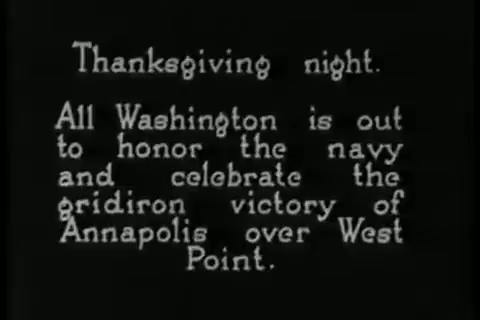 Thanksgiving night.
All Washington is out
to honor the navy
and celebrate the
gridiron victory of
Annapolis over West
Point.